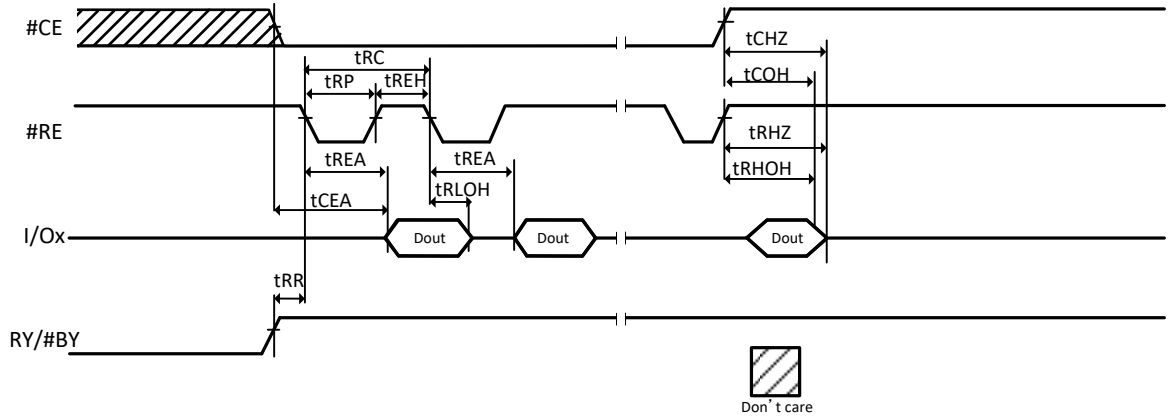 #CE
tCHZ
tRC
tCOH
tRP
tREH
#RE
tRHZ
tREA
tREA
tRHOH
tRLOH
tCEA
I/Ox
Dout
Dout
Dout
tRR
RY/#BY
Don't care